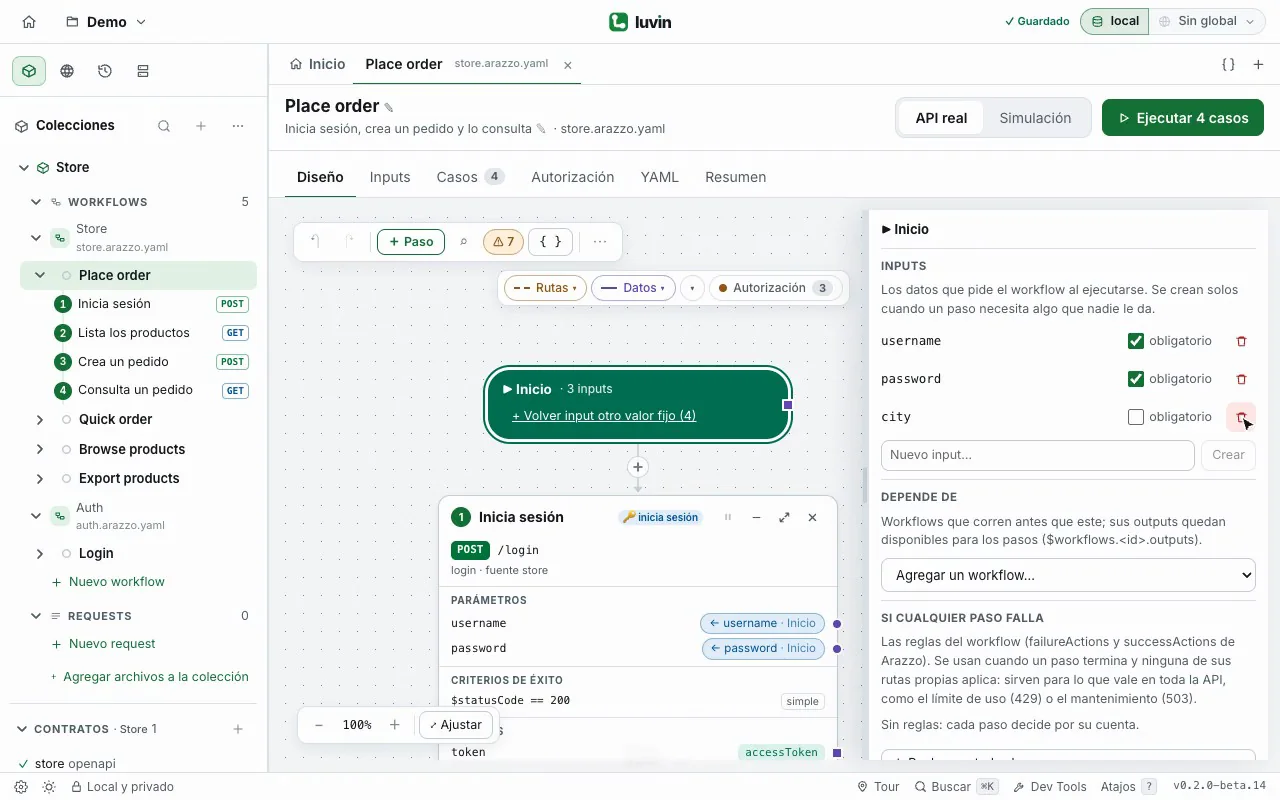 Demo
luvin
✓ Guardado
local
Sin global
Inicio
Place order store.arazzo.yaml ×
{} +
Colecciones
Place order
Inicia sesión, crea un pedido y lo consulta · store.arazzo.yaml
API real
Simulación
Ejecutar 4 casos
Store
Diseño
Inputs
Casos 4
Autorización
YAML
Resumen
WORKFLOWS 5
Store
store.arazzo.yaml
Place order
1 Inicia sesión POST
2 Lista los productos GET
3 Crea un pedido POST
4 Consulta un pedido GET
Quick order
Browse products
Export products
Auth
auth.arazzo.yaml
Login
+ Nuevo workflow
REQUESTS 0
+ Nuevo request
+ Agregar archivos a la colección
CONTRATOS · Store 1 +
✓ store openapi
+ Paso
⚠ 7
{ }
···
Rutas
Datos
Autorización 3
▶ Inicio · 3 inputs
+ Volver input otro valor fijo (4)
+
1 Inicia sesión
🔑 inicia sesión
POST /login
login · fuente store
PARÁMETROS
username ← username · Inicio
password ← password · Inicio
CRITERIOS DE ÉXITO
$statusCode == 200 simple
S
token accessToken
− 100% +
Ajustar
▶ Inicio
INPUTS
Los datos que pide el workflow al ejecutarse. Se crean solos
cuando un paso necesita algo que nadie le da.
username obligatorio
password obligatorio
city obligatorio
Nuevo input...
Crear
DEPENDE DE
Workflows que corren antes que este; sus outputs quedan
disponibles para los pasos ($workflows.<id>.outputs).
Agregar un workflow...
SI CUALQUIER PASO FALLA
Las reglas del workflow (failureActions y successActions de
Arazzo). Se usan cuando un paso termina y ninguna de sus
rutas propias aplica: sirven para lo que vale en toda la API,
como el límite de uso (429) o el mantenimiento (503).
Sin reglas: cada paso decide por su cuenta.
Local y privado
Tour
Buscar ⌘K
Dev Tools
Atajos ?
v0.2.0-beta.14